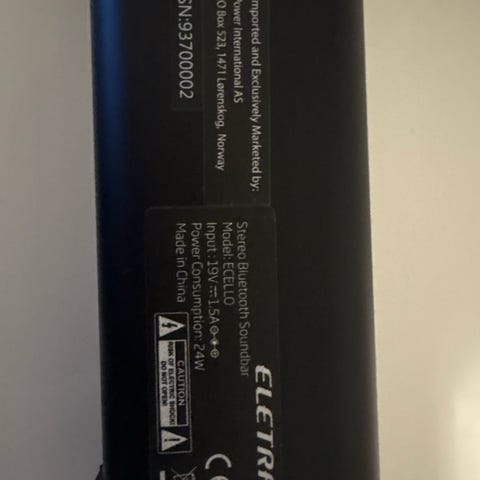 SN:93700002
Imported and Exclusively Marketed by:
Power International AS
PO Box 523, 1471 Lørenskog, Norway
ELETRA
Stereo Bluetooth Soundbar
Model: ECELLO
Input: 19V 1.5A
Power Consumption: 24W
Made in China
CAUTION
RISK OF ELECTRIC SHOCK!
DO NOT OPEN!
CE